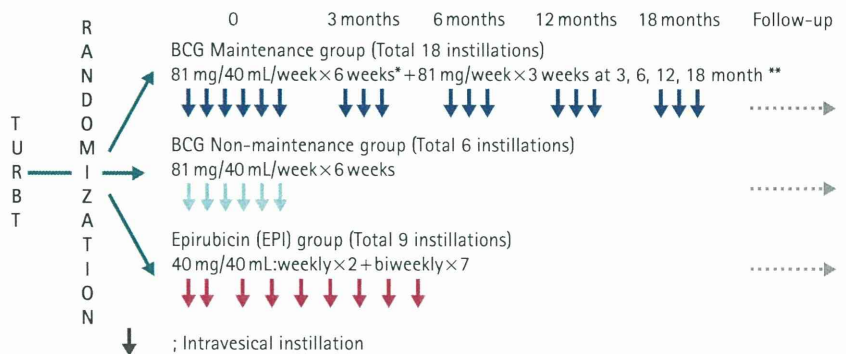 0 3 months 6 months 12 months 18 months Follow-up
TURBT
RANDOMIZATION
BCG Maintenance group (Total 18 instillations)
81 mg/40 mL/week×6 weeks*+81 mg/week×3 weeks at 3, 6, 12, 18 month **
BCG Non-maintenance group (Total 6 instillations)
81 mg/40 mL/week×6 weeks
Epirubicin (EPI) group (Total 9 instillations)
40 mg/40 mL:weekly×2+biweekly×7
; Intravesical instillation